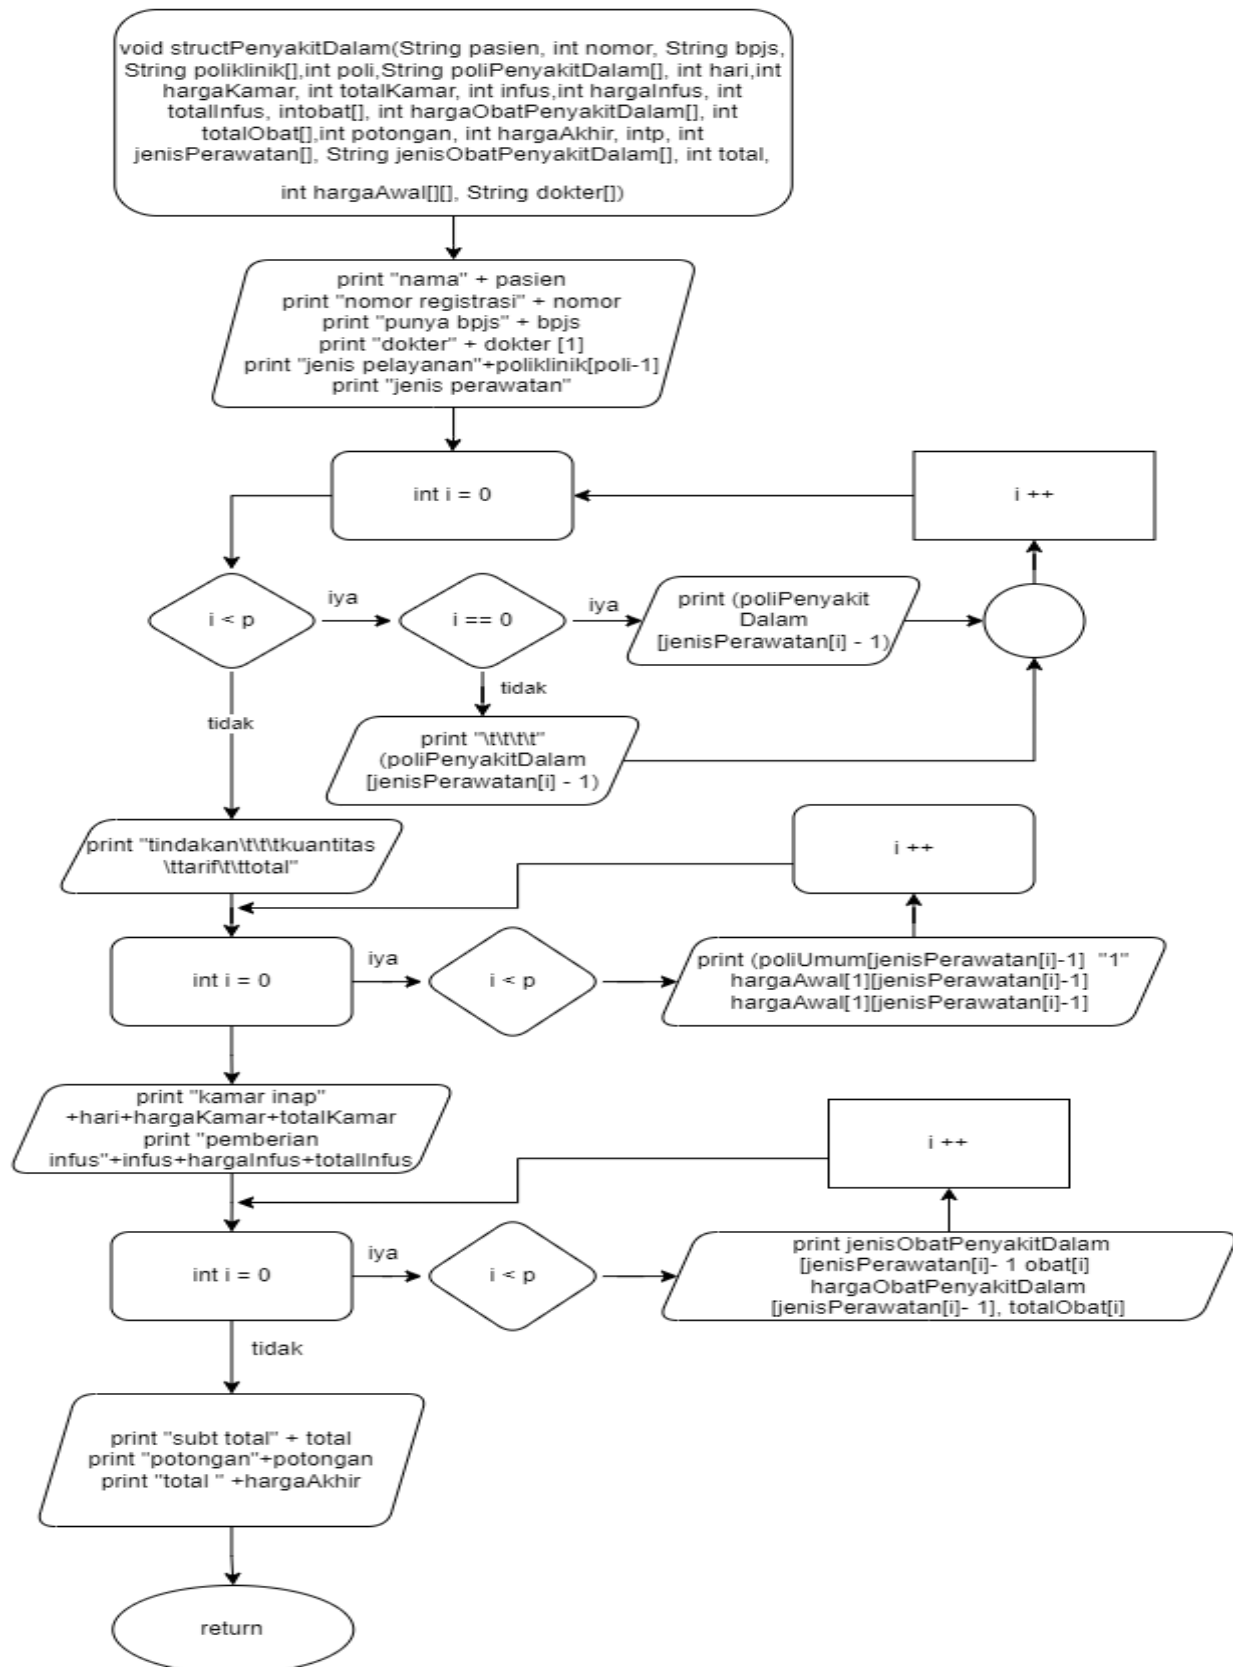 void structPenyakitDalam(String pasien, int nomor, String bpjs,
String poliklinik[],int poli,String poliPenyakitDalam[], int hari,int
hargaKamar, int totalKamar, int infus,int hargaInfus, int
totalInfus, intobat[], int hargaObatPenyakitDalam[], int
totalObat[],int potongan, int hargaAkhir, intp, int
jenisPerawatan[], String jenisObatPenyakitDalam[], int total,
int hargaAwal[][], String dokter[])
print "nama" + pasien
print "nomor registrasi" + nomor
print "punya bpjs" + bpjs
print "dokter" + dokter [1]
print "jenis pelayanan"+poliklinik[poli-1]
print "jenis perawatan"
int i = 0
i ++
i < p
iya
i == 0
iya
print (poliPenyakit
Dalam
[jenisPerawatan[i] - 1)
tidak
tidak
print "\t\t\t\t"
(poliPenyakitDalam
[jenisPerawatan[i] - 1)
print "tindakan\t\t\tkuantitas
\ttarif\t\ttotal"
i ++
int i = 0
iya
i < p
print (poliUmum[jenisPerawatan[i]-1] "1"
hargaAwal[1][jenisPerawatan[i]-1]
hargaAwal[1][jenisPerawatan[i]-1]
print "kamar inap"
+hari+hargaKamar+totalKamar
print "pemberian
infus"+infus+hargaInfus+totalInfus
i ++
int i = 0
iya
i < p
print jenisObatPenyakitDalam
[jenisPerawatan[i]- 1 obat[i]
hargaObatPenyakitDalam
[jenisPerawatan[i]- 1], totalObat[i]
tidak
print "subt total" + total
print "potongan"+potongan
print "total " +hargaAkhir
return